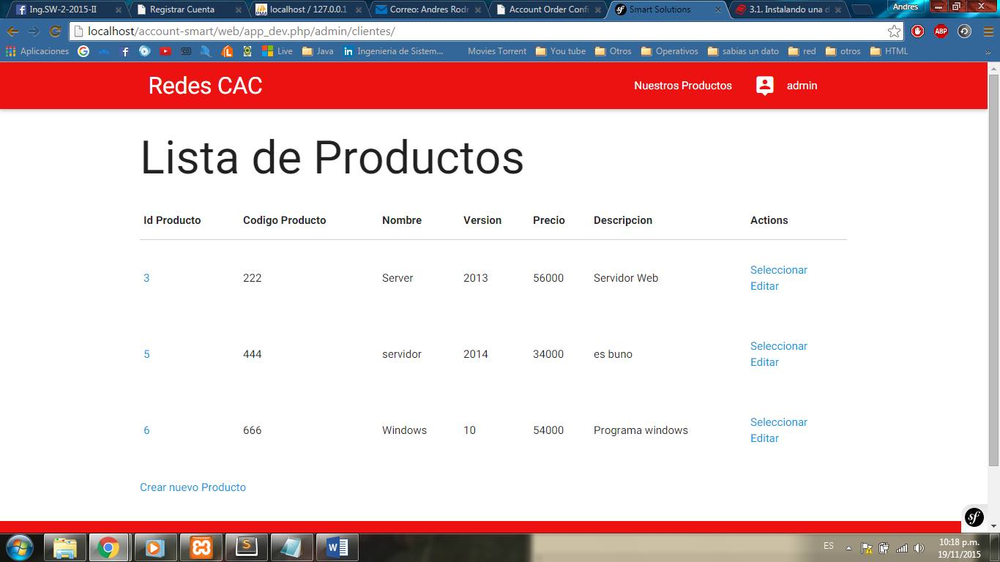 Ing.SW-2-2015-II
Registrar Cuenta
localhost / 127.0.0.1
Correo: Andres Rodr
Account Order Confi
Smart Solutions
3.1. Instalando una d
Andres
localhost/account-smart/web/app_dev.php/admin/clientes/
ABP
Aplicaciones
Live
Java
Ingenieria de Sistem...
Movies Torrent
You tube
Otros
Operativos
sabias un dato
red
otros
HTML
»
Redes CAC
Nuestros Productos
admin
Lista de Productos
Id Producto Codigo Producto Nombre Version Precio Descripcion Actions
3 222 Server 2013 56000 Servidor Web Seleccionar
Editar
5 444 servidor 2014 34000 es buno Seleccionar
Editar
6 666 Windows 10 54000 Programa windows Seleccionar
Editar
Crear nuevo Producto
sf
ES
10:18 p.m.
19/11/2015